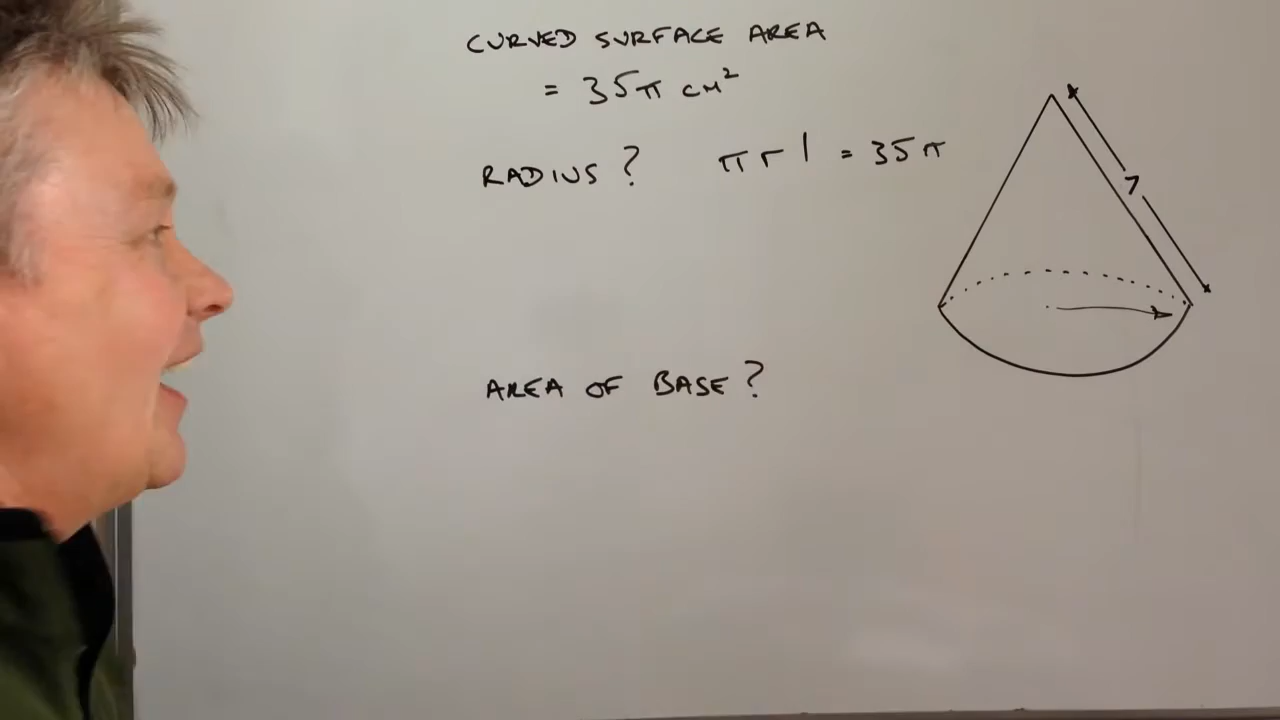 CURVED SURFACE AREA
= 35π cm²
RADIUS? πrl = 35π
7
AREA OF BASE?